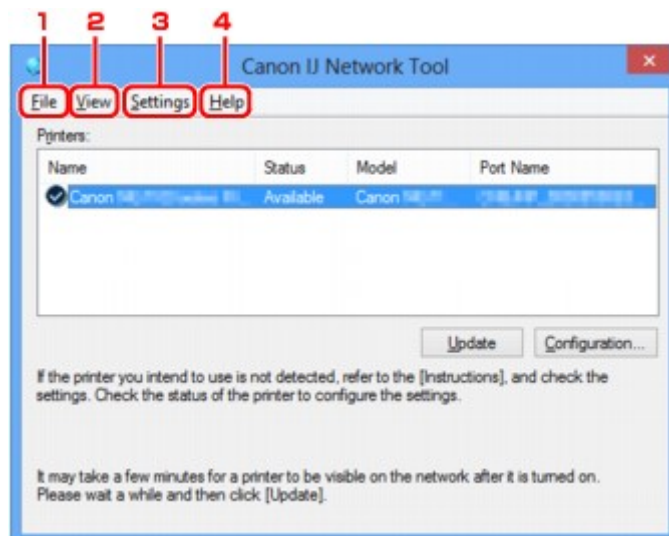 1 2 3 4
Canon IJ Network Tool
File View Settings Help
Printers:
Name Status Model Port Name
Canon Available Canon
Update Configuration...
If the printer you intend to use is not detected, refer to the [Instructions], and check the
settings. Check the status of the printer to configure the settings.
It may take a few minutes for a printer to be visible on the network after it is turned on.
Please wait a while and then click [Update].